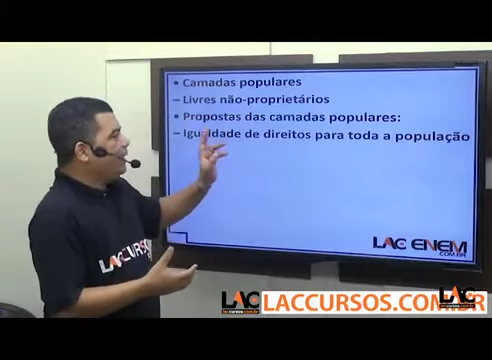 • Camadas populares
– Livres não-proprietários
• Propostas das camadas populares:
– Igualdade de direitos para toda a população
LAC ENEM
.COM.BR
LAC LACCURSOS.COM.BR
LAC